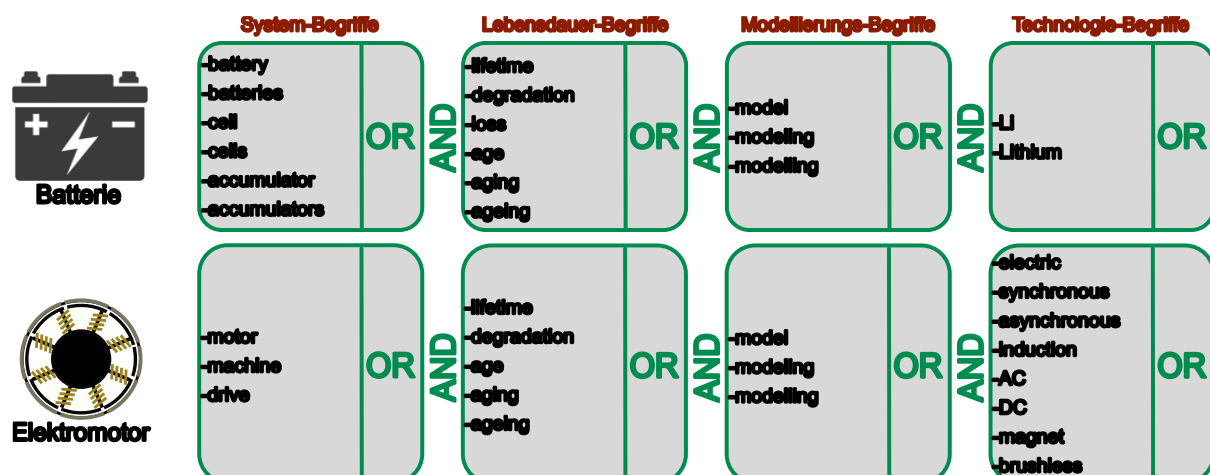 System-Begriffe
Lebensdauer-Begriffe
Modellierungs-Begriffe
Technologie-Begriffe
Batterie
-battery
-batteries
-cell
-cells
-accumulator
-accumulators
OR
AND
-lifetime
-degradation
-loss
-age
-aging
-ageing
OR
AND
-model
-modeling
-modelling
OR
AND
-Li
-Lithium
OR
Elektromotor
-motor
-machine
-drive
OR
AND
-lifetime
-degradation
-age
-aging
-ageing
OR
AND
-model
-modeling
-modelling
OR
AND
-electric
-synchronous
-asynchronous
-induction
-AC
-DC
-magnet
-brushless
OR